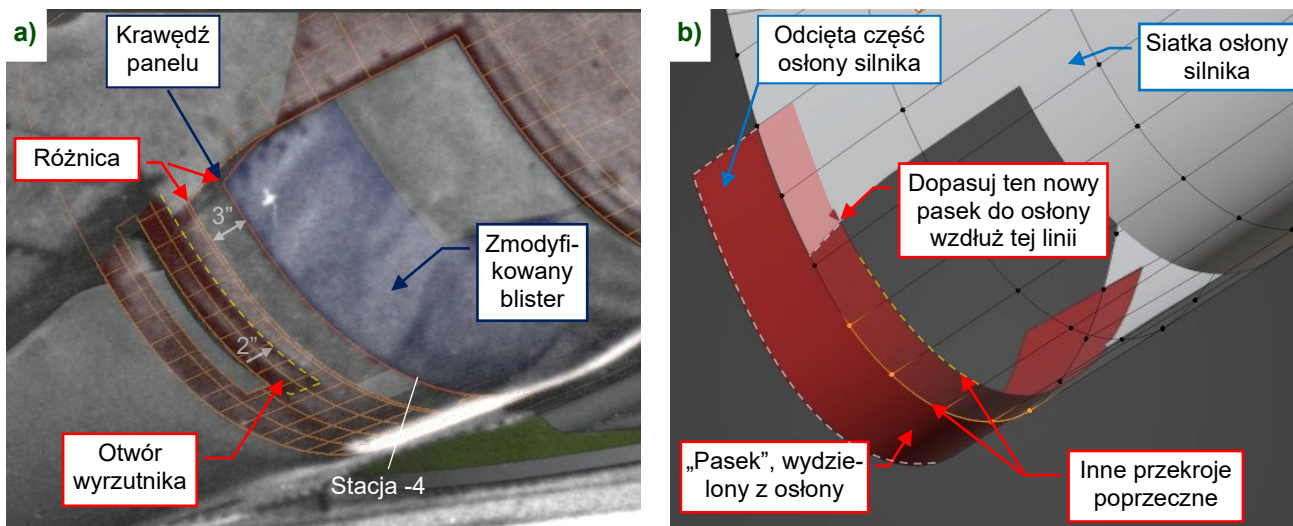 a)
Krawędź
panelu
Różnica
3”
2”
Zmodyfi-
kowany
blister
Otwór
wyrzutnika
Stacja -4
b)
Odcięta część
osłony silnika
Siatka osłony
silnika
Dopasuj ten nowy
pasek do osłony
wzdłuż tej linii
„Pasek”, wydzie-
lony z osłony
Inne przekroje
poprzeczne